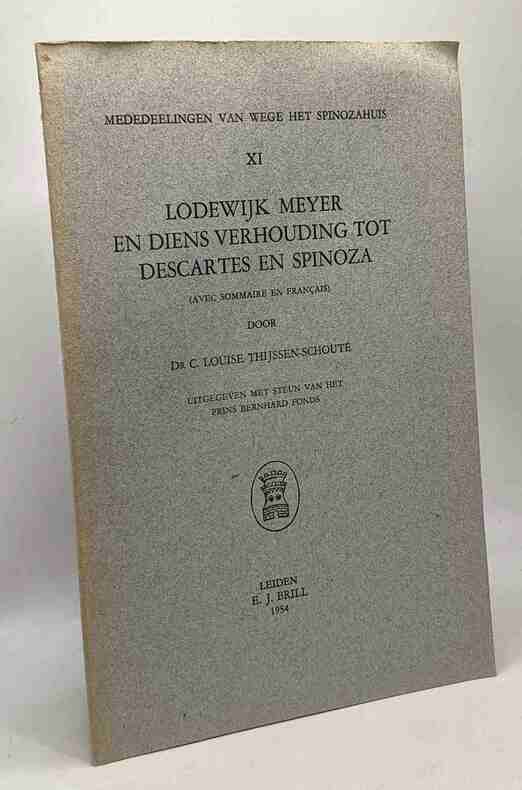 MEDEDEELINGEN VAN WEGE HET SPINOZAHUIS
XI
LODEWIJK MEYER
EN DIENS VERHOUDING TOT
DESCARTES EN SPINOZA
(AVEC SOMMAIRE EN FRANÇAIS)
DOOR
DR C. LOUISE THIJSSEN-SCHOUTE
UITGEGEVEN MET STEUN VAN HET
PRINS BERNHARD FONDS
LEIDEN
E. J. BRILL
1954